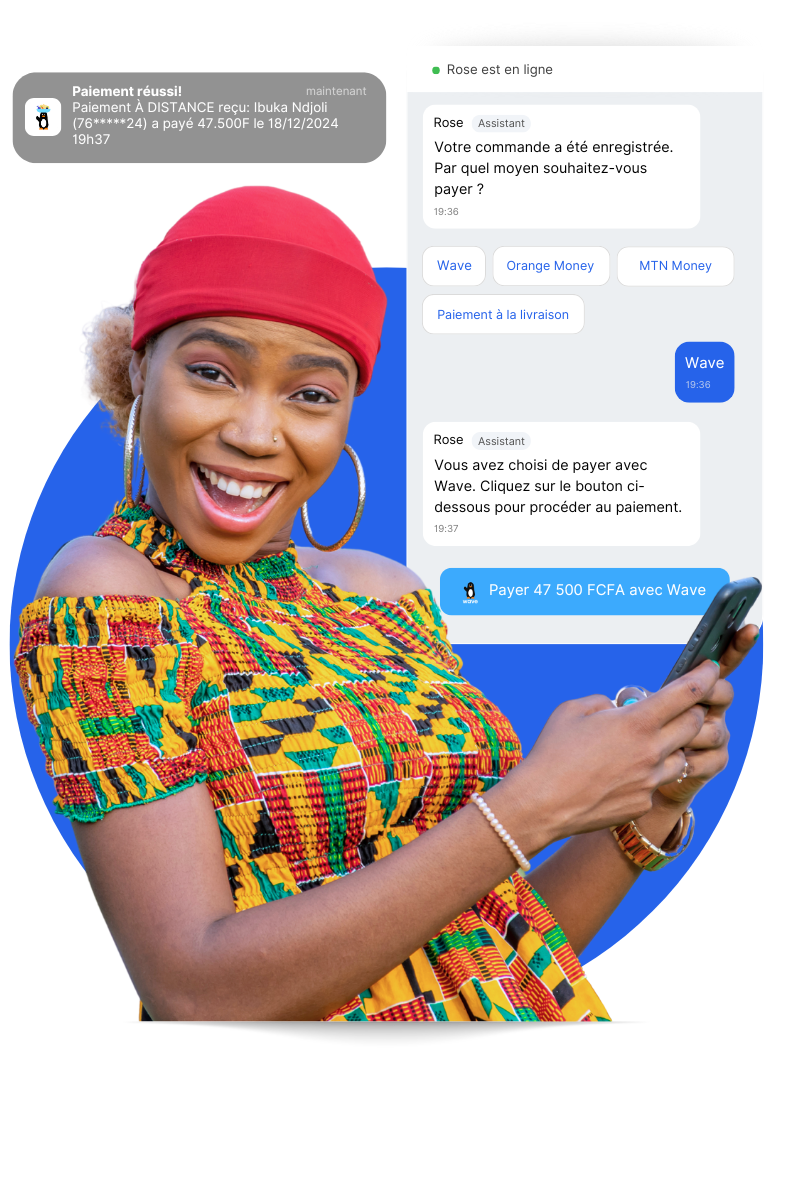 Paiement réussi!
maintenant
Paiement À DISTANCE reçu: Ibuka Ndjoli
(76*****24) a payé 47.500F le 18/12/2024
19h37
Rose est en ligne
Rose Assistant
Votre commande a été enregistrée.
Par quel moyen souhaitez-vous
payer ?
19:36
Wave
Orange Money
MTN Money
Paiement à la livraison
Wave
19:36
Rose Assistant
Vous avez choisi de payer avec
Wave. Cliquez sur le bouton ci-
dessous pour procéder au paiement.
19:37
wave
Payer 47 500 FCFA avec Wave